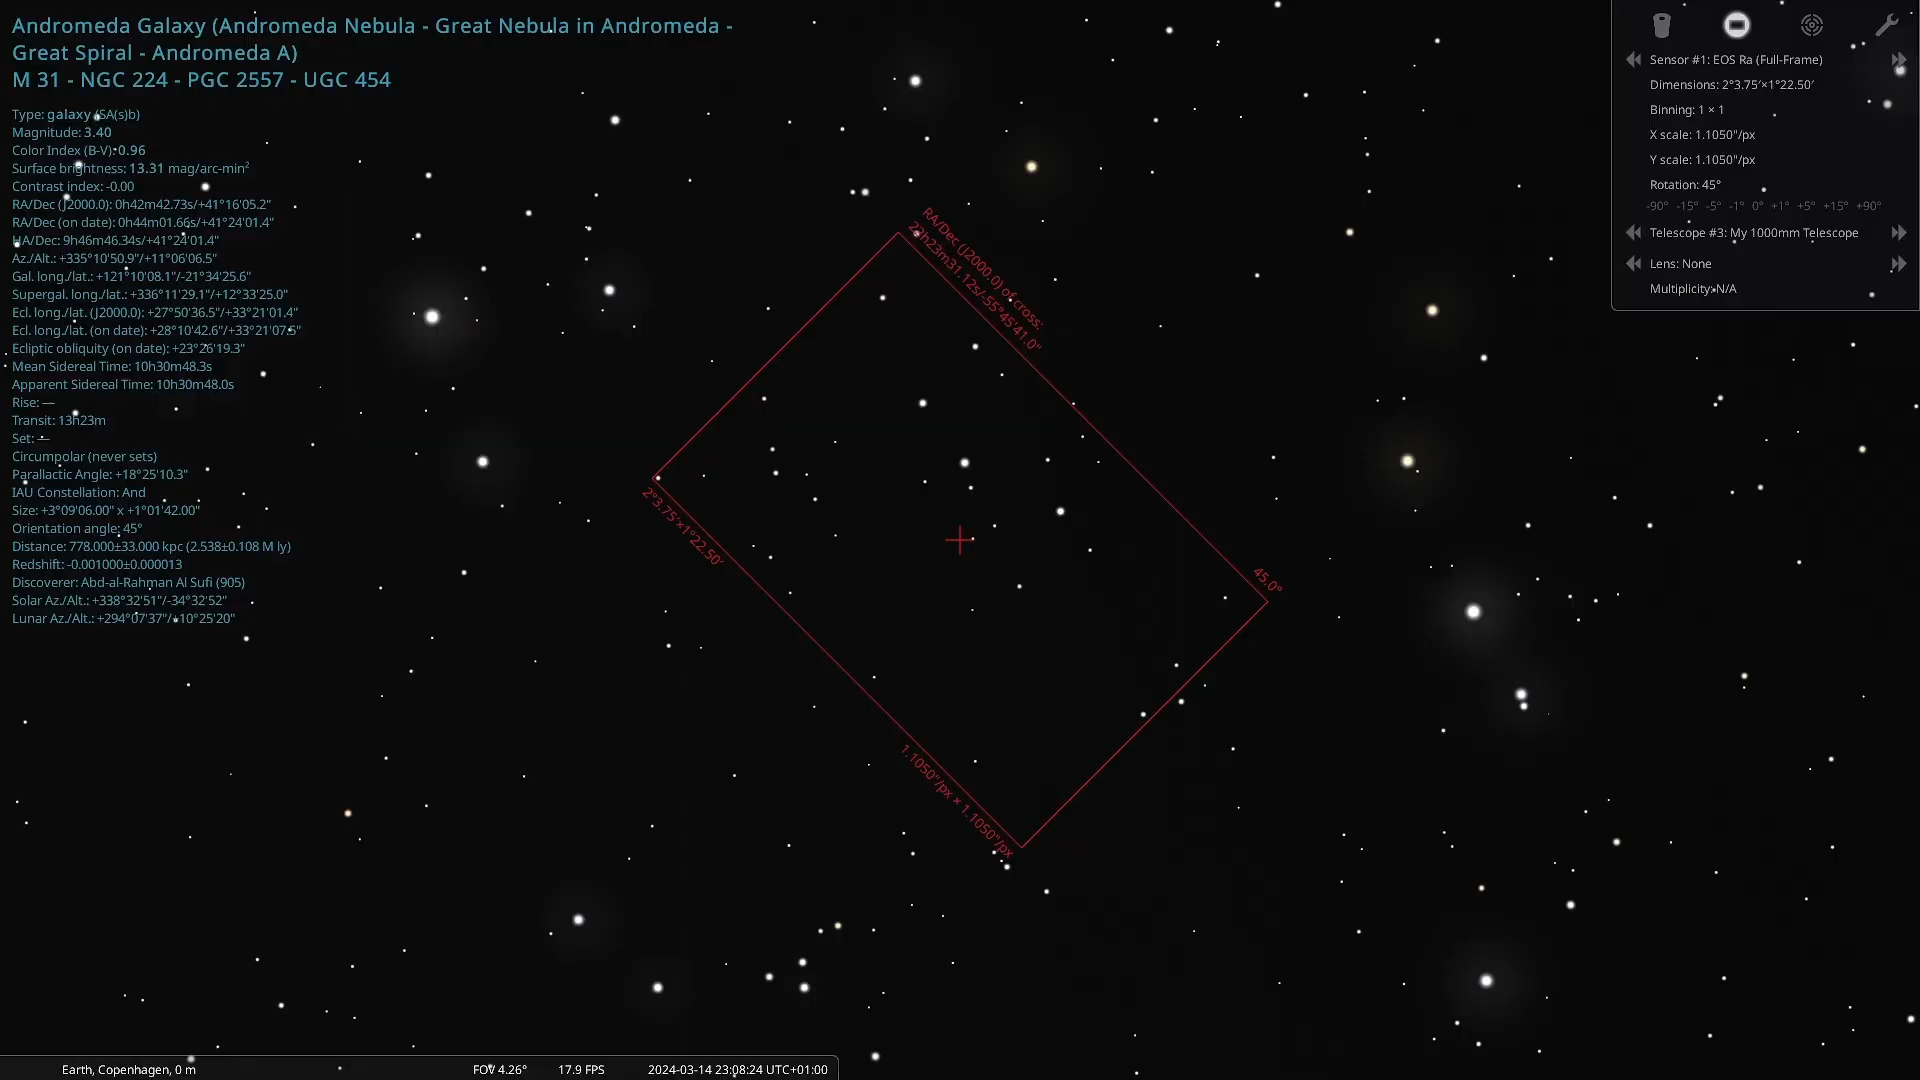 Andromeda Galaxy (Andromeda Nebula - Great Nebula in Andromeda -
Great Spiral - Andromeda A)
M 31 - NGC 224 - PGC 2557 - UGC 454
Type: galaxy (SA(s)b)
Magnitude: 3.40
Color Index (B-V): 0.96
Surface brightness: 13.31 mag/arc-min²
Contrast index: -0.00
RA/Dec (J2000.0): 0h42m42.73s/+41°16'05.2"
RA/Dec (on date): 0h44m01.66s/+41°24'01.4"
HA/Dec: 9h46m46.34s/+41°24'01.4"
Az./Alt.: +335°10'50.9"/+11°06'06.5"
Gal. long./lat.: +121°10'08.1"/-21°34'25.6"
Supergal. long./lat.: +336°11'29.1"/+12°33'25.0"
Ecl. long./lat. (J2000.0): +27°50'36.5"/+33°21'01.4"
Ecl. long./lat. (on date): +28°10'42.6"/+33°21'07.5"
Ecliptic obliquity (on date): +23°26'19.3"
Mean Sidereal Time: 10h30m48.3s
Apparent Sidereal Time: 10h30m48.0s
Rise: —
Transit: 13h23m
Set: —
Circumpolar (never sets)
Parallactic Angle: +18°25'10.3"
IAU Constellation: And
Size: +3°09'06.00" x +1°01'42.00"
Orientation angle: 45°
Distance: 778.000±33.000 kpc (2.538±0.108 M ly)
Redshift: -0.001000±0.000013
Discoverer: Abd-al-Rahman Al Sufi (905)
Solar Az./Alt.: +338°32'51"/-34°32'52"
Lunar Az./Alt.: +294°07'37"/+10°25'20"
RA/Dec (J2000.0) of cross:
22h23m31.12s/-55°45'41.0"
2°3.75′×1°22.50′
45.0°
1.1050"/px × 1.1050"/px
Sensor #1: EOS Ra (Full-Frame)
Dimensions: 2°3.75′×1°22.50′
Binning: 1 × 1
X scale: 1.1050"/px
Y scale: 1.1050"/px
Rotation: 45°
-90° -15° -5° -1° 0° +1° +5° +15° +90°
Telescope #3: My 1000mm Telescope
Lens: None
Multiplicity: N/A
Earth, Copenhagen, 0 m FOV 4.26° 17.9 FPS 2024-03-14 23:08:24 UTC+01:00